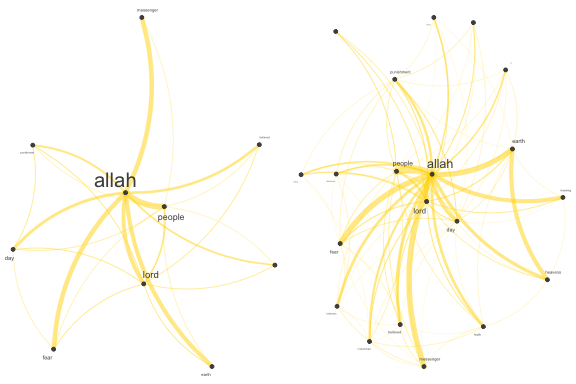 messenger
punishment
believed
allah
people
day
lord
fear
earth
punishment
earth
people
allah
lord
day
fear
heavens
believed
truth
messenger